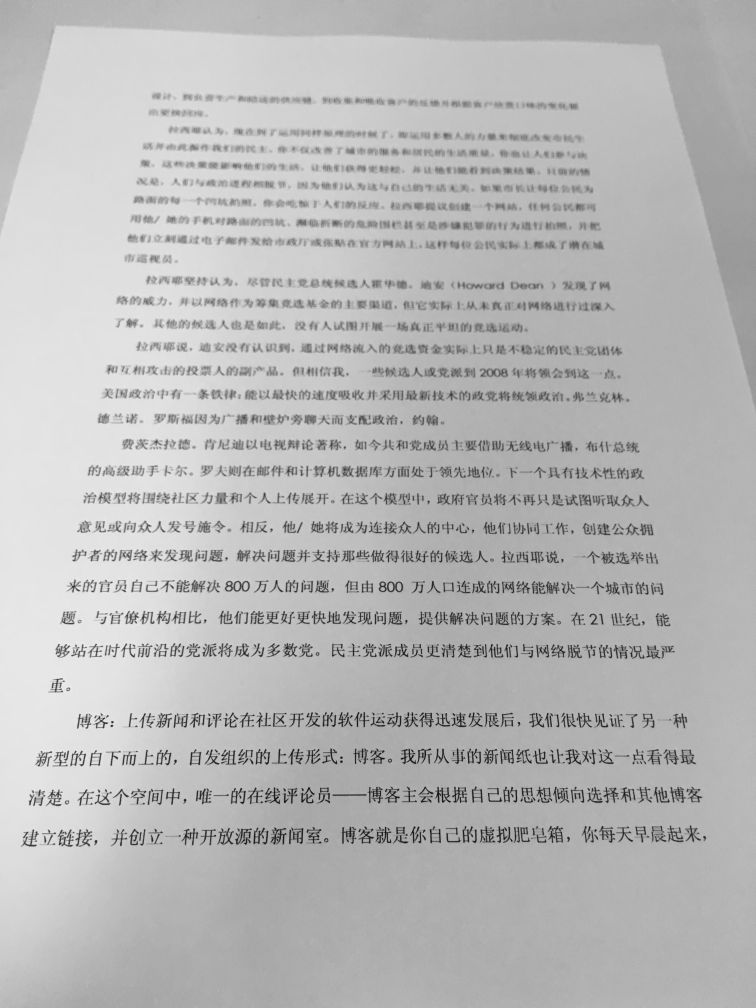 设计、到负责生产和配送的供应链、到收集和吸收客户的反馈并根据客户欣赏口味的变化做
出更快回应。
拉西耶认为，现在到了运用同样原理的时候了，即运用多数人的力量来彻底改变市民生
活并由此振作我们的民主。你不仅改善了城市的服务和居民的生活质量，你也让人们参与决
策，这些决策能影响他们的生活，让他们获得更轻松，并让他们能看到决策结果。目前的情
况是，人们与政治进程相脱节，因为他们认为这与自己的生活无关。如果市长让每位公民为
路面的每一个凹坑拍照，你会吃惊于人们的反应。拉西耶提议创建一个网站，任何公民都可
用他/ 她的手机对路面的凹坑、濒临折断的危险围栏甚至是涉嫌犯罪的行为进行拍照，并把
他们立刻通过电子邮件发给市政厅或张贴在官方网站上，这样每位公民实际上都成了潜在城
市巡视员。
拉西耶坚持认为，尽管民主党总统候选人霍华德。迪安（Howard Dean ）发现了网
络的威力，并以网络作为筹集竞选基金的主要渠道，但它实际上从未真正对网络进行过深入
了解。其他的候选人也是如此，没有人试图开展一场真正平坦的竞选运动。
拉西耶说，迪安没有认识到，通过网络流入的竞选资金实际上只是不稳定的民主党团体
和互相攻击的投票人的副产品。但相信我，一些候选人或党派到 2008 年将领会到这一点。
美国政治中有一条铁律：能以最快的速度吸收并采用最新技术的政党将统领政治。弗兰克林。
德兰诺。罗斯福因为广播和壁炉旁聊天而支配政治，约翰。
费茨杰拉德。肯尼迪以电视辩论著称，如今共和党成员主要借助无线电广播，布什总统
的高级助手卡尔。罗夫则在邮件和计算机数据库方面处于领先地位。下一个具有技术性的政
治模型将围绕社区力量和个人上传展开。在这个模型中，政府官员将不再只是试图听取众人
意见或向众人发号施令。相反，他/ 她将成为连接众人的中心，他们协同工作，创建公众拥
护者的网络来发现问题，解决问题并支持那些做得很好的候选人。拉西耶说，一个被选举出
来的官员自己不能解决 800 万人的问题，但由 800 万人口连成的网络能解决一个城市的问
题。与官僚机构相比，他们能更好更快地发现问题，提供解决问题的方案。在 21 世纪，能
够站在时代前沿的党派将成为多数党。民主党派成员更清楚到他们与网络脱节的情况最严
重。
博客：上传新闻和评论在社区开发的软件运动获得迅速发展后，我们很快见证了另一种
新型的自下而上的，自发组织的上传形式：博客。我所从事的新闻纸也让我对这一点看得最
清楚。在这个空间中，唯一的在线评论员——博客主会根据自己的思想倾向选择和其他博客
建立链接，并创立一种开放源的新闻室。博客就是你自己的虚拟肥皂箱，你每天早晨起来，